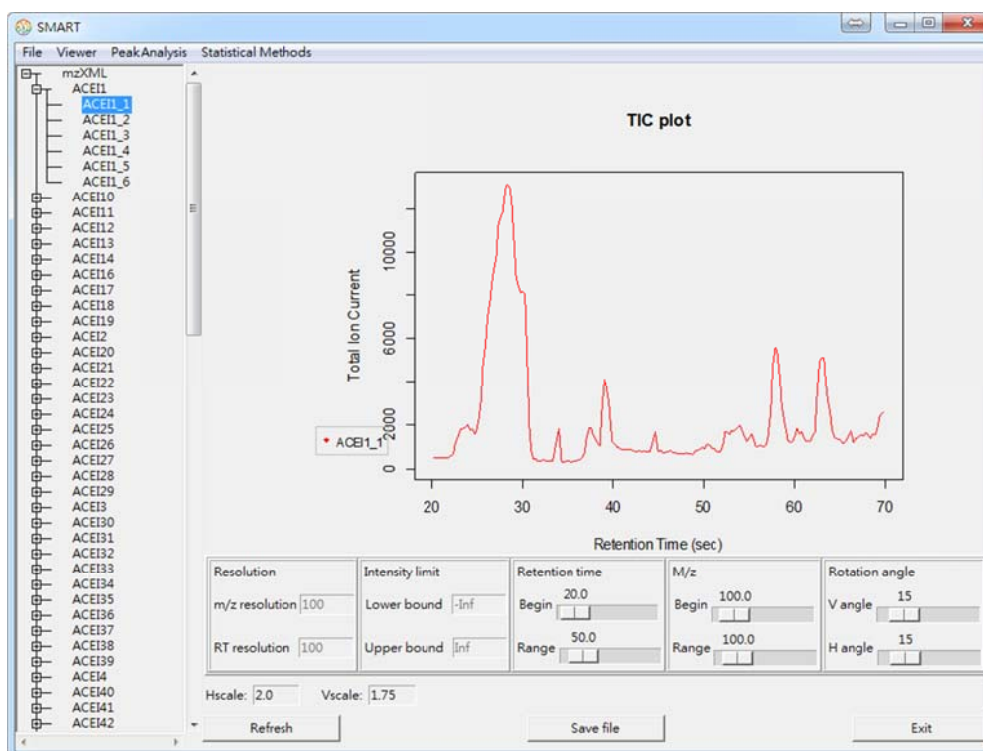 SMART
File Viewer PeakAnalysis Statistical Methods
mzXML
ACEI1
ACEI1_1
ACEI1_2
ACEI1_3
ACEI1_4
ACEI1_5
ACEI1_6
ACEI10
ACEI11
ACEI12
ACEI13
ACEI14
ACEI16
ACEI17
ACEI18
ACEI19
ACEI2
ACEI20
ACEI21
ACEI22
ACEI23
ACEI24
ACEI25
ACEI26
ACEI27
ACEI28
ACEI29
ACEI3
ACEI30
ACEI31
ACEI32
ACEI33
ACEI34
ACEI35
ACEI36
ACEI37
ACEI38
ACEI39
ACEI4
ACEI40
ACEI41
ACEI42
TIC plot
Total Ion Current
10000
6000
2000
0
ACEI1_1
20 30 40 50 60 70
Retention Time (sec)
Resolution
m/z resolution 100
RT resolution 100
Intensity limit
Lower bound -Inf
Upper bound Inf
Retention time
20.0
Begin
50.0
Range
M/z
100.0
Begin
100.0
Range
Rotation angle
15
V angle
15
H angle
Hscale: 2.0 Vscale: 1.75
Refresh Save file Exit